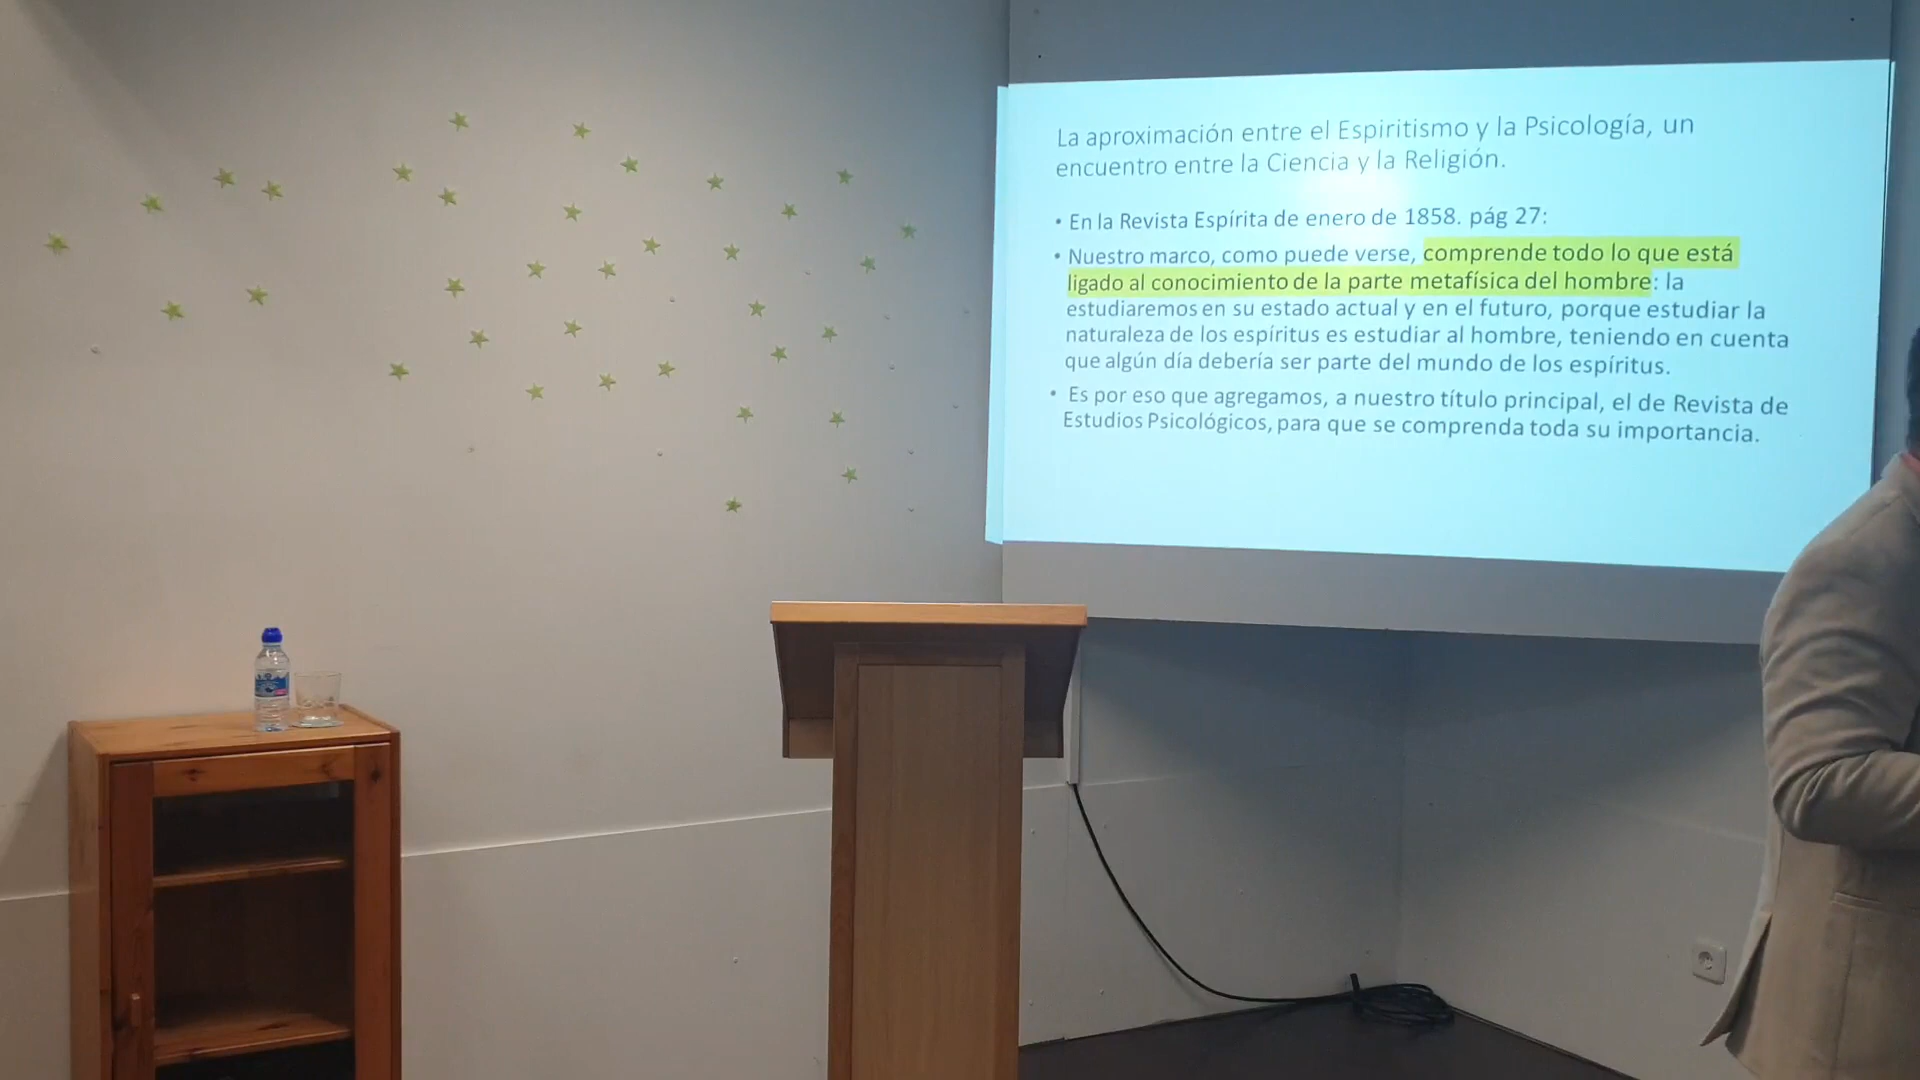 La aproximación entre el Espiritismo y la Psicología, un
encuentro entre la Ciencia y la Religión.
• En la Revista Espírita de enero de 1858. pág 27:
• Nuestro marco, como puede verse, comprende todo lo que está
ligado al conocimiento de la parte metafísica del hombre: la
estudiaremos en su estado actual y en el futuro, porque estudiar la
naturaleza de los espíritus es estudiar al hombre, teniendo en cuenta
que algún día debería ser parte del mundo de los espíritus.
• Es por eso que agregamos, a nuestro título principal, el de Revista de
Estudios Psicológicos, para que se comprenda toda su importancia.